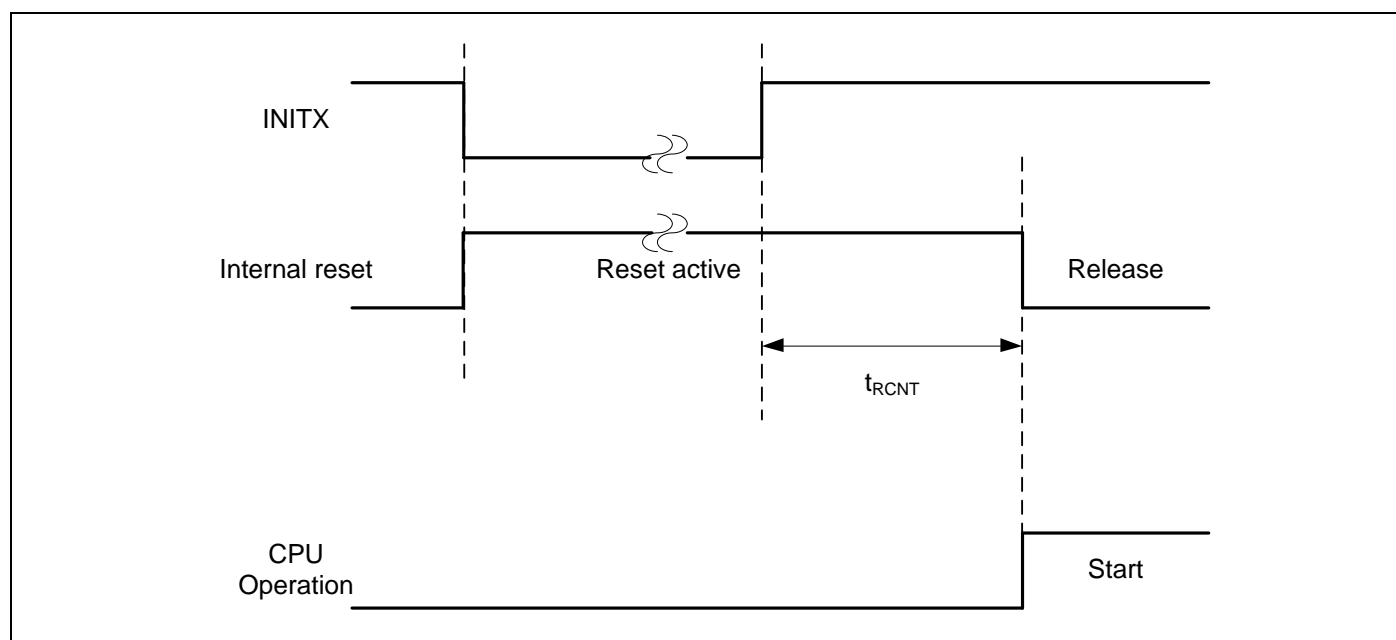 INITX
Internal reset
Reset active
Release
tRCNT
CPU
Operation
Start